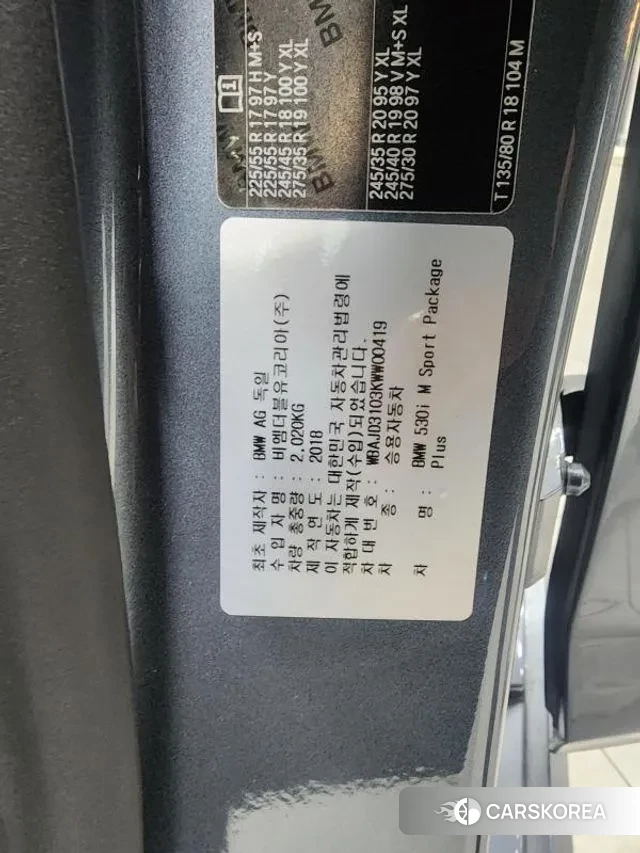 225/55 R 17 97 H M+S
225/55 R 17 97 Y
245/45 R 18 100 Y XL
275/35 R 19 100 Y XL
245/35 R 20 95 Y XL
245/40 R 19 98 V M+S XL
275/30 R 20 97 Y XL
T 135/80 R 18 104 M
최초 제작자 : BMW AG 독일
수 입 자 명 : 비엠더블유코리아(주)
차량 총중량 : 2,020KG
제 작 연 도 : 2018
이 자동차는 대한민국 자동차관리법령에
적합하게 제작(수입)되었습니다.
차 대 번 호 : WBAJD3103KWW00419
차 종 : 승용자동차
차 명 : BMW 530i M Sport Package
Plus
CARSKOREA